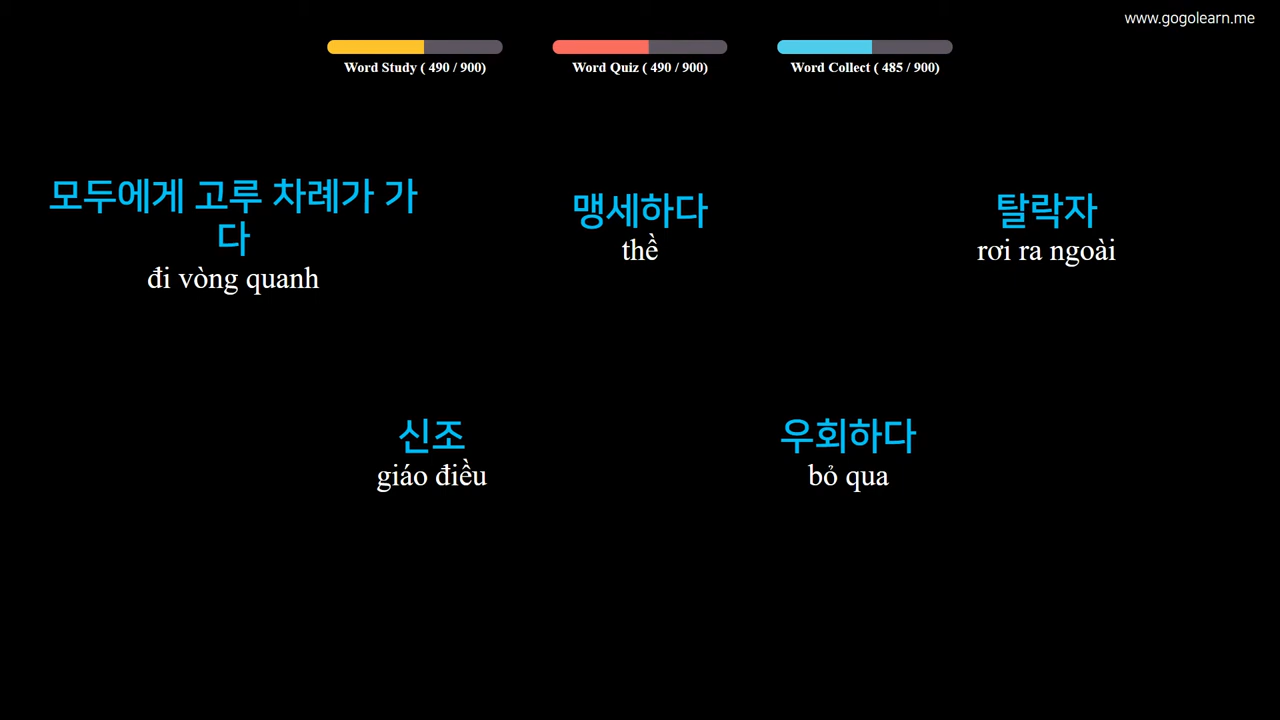 www.gogolearn.me
Word Study ( 490 / 900)
Word Quiz ( 490 / 900)
Word Collect ( 485 / 900)
모두에게 고루 차례가 가
다
đi vòng quanh
맹세하다
thề
탈락자
rơi ra ngoài
신조
giáo điều
우회하다
bỏ qua